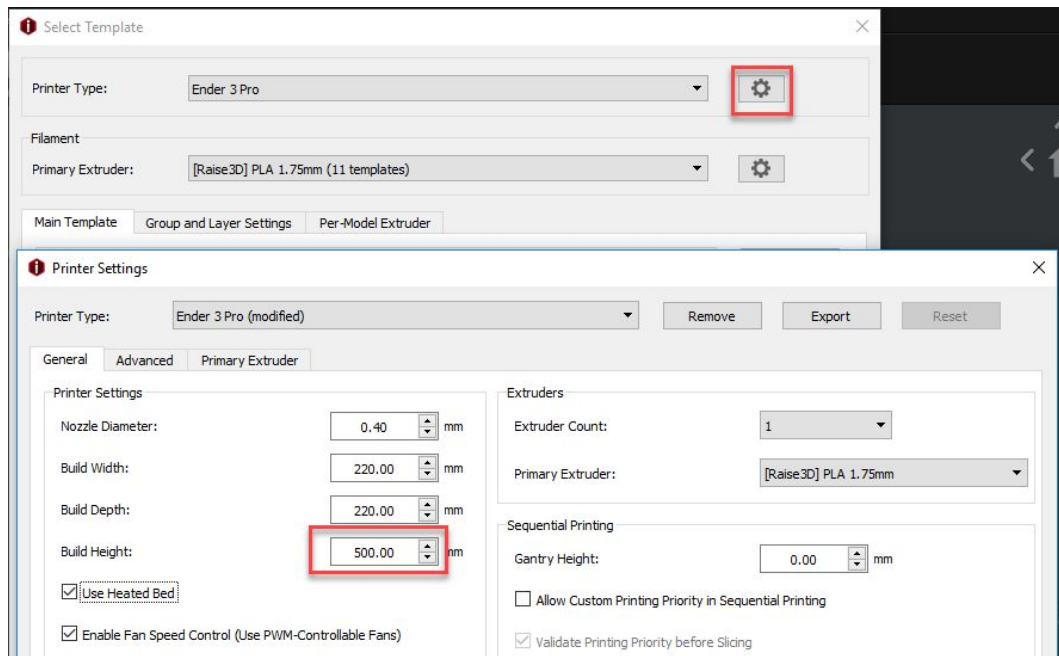 Select Template
Printer Type: Ender 3 Pro
Filament
Primary Extruder: [Raise3D] PLA 1.75mm (11 templates)
Main Template Group and Layer Settings Per-Model Extruder
Printer Settings
Printer Type: Ender 3 Pro (modified) Remove Export Reset
General Advanced Primary Extruder
Printer Settings
Nozzle Diameter: 0.40 mm
Build Width: 220.00 mm
Build Depth: 220.00 mm
Build Height: 500.00 mm
Use Heated Bed
Enable Fan Speed Control (Use PWM-Controllable Fans)
Extruders
Extruder Count: 1
Primary Extruder: [Raise3D] PLA 1.75mm
Sequential Printing
Gantry Height: 0.00 mm
Allow Custom Printing Priority in Sequential Printing
Validate Printing Priority before Slicing